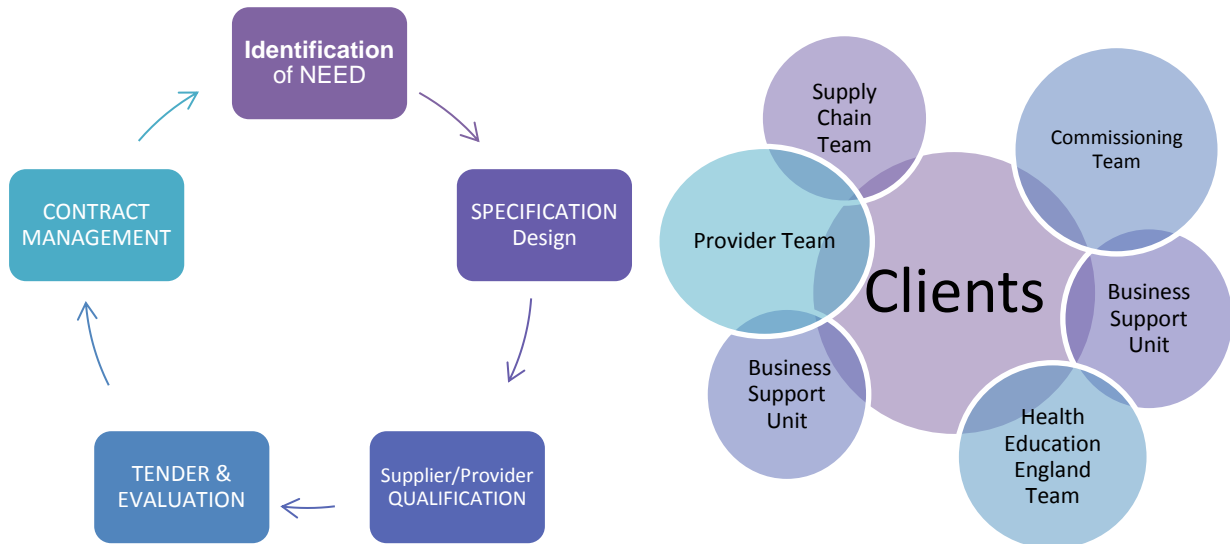 Identification
of NEED
SPECIFICATION
Design
Supplier/Provider
QUALIFICATION
TENDER &
EVALUATION
CONTRACT
MANAGEMENT
Supply
Chain
Team
Commissioning
Team
Provider Team
Clients
Business
Support
Unit
Business
Support
Unit
Health
Education
England
Team